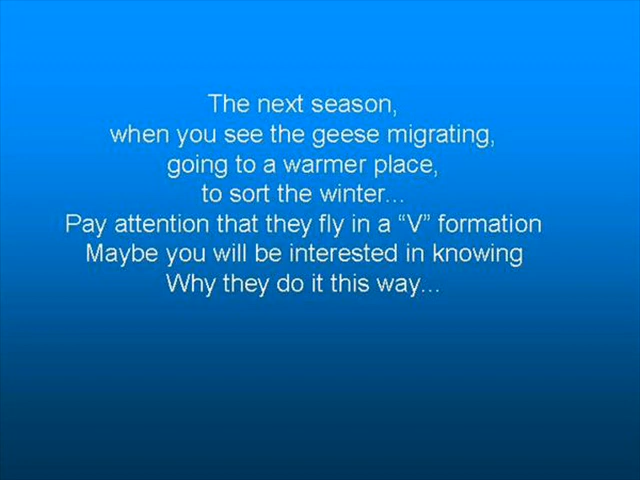 The next season,
when you see the geese migrating,
going to a warmer place,
to sort the winter...
Pay attention that they fly in a “V” formation
Maybe you will be interested in knowing
Why they do it this way...